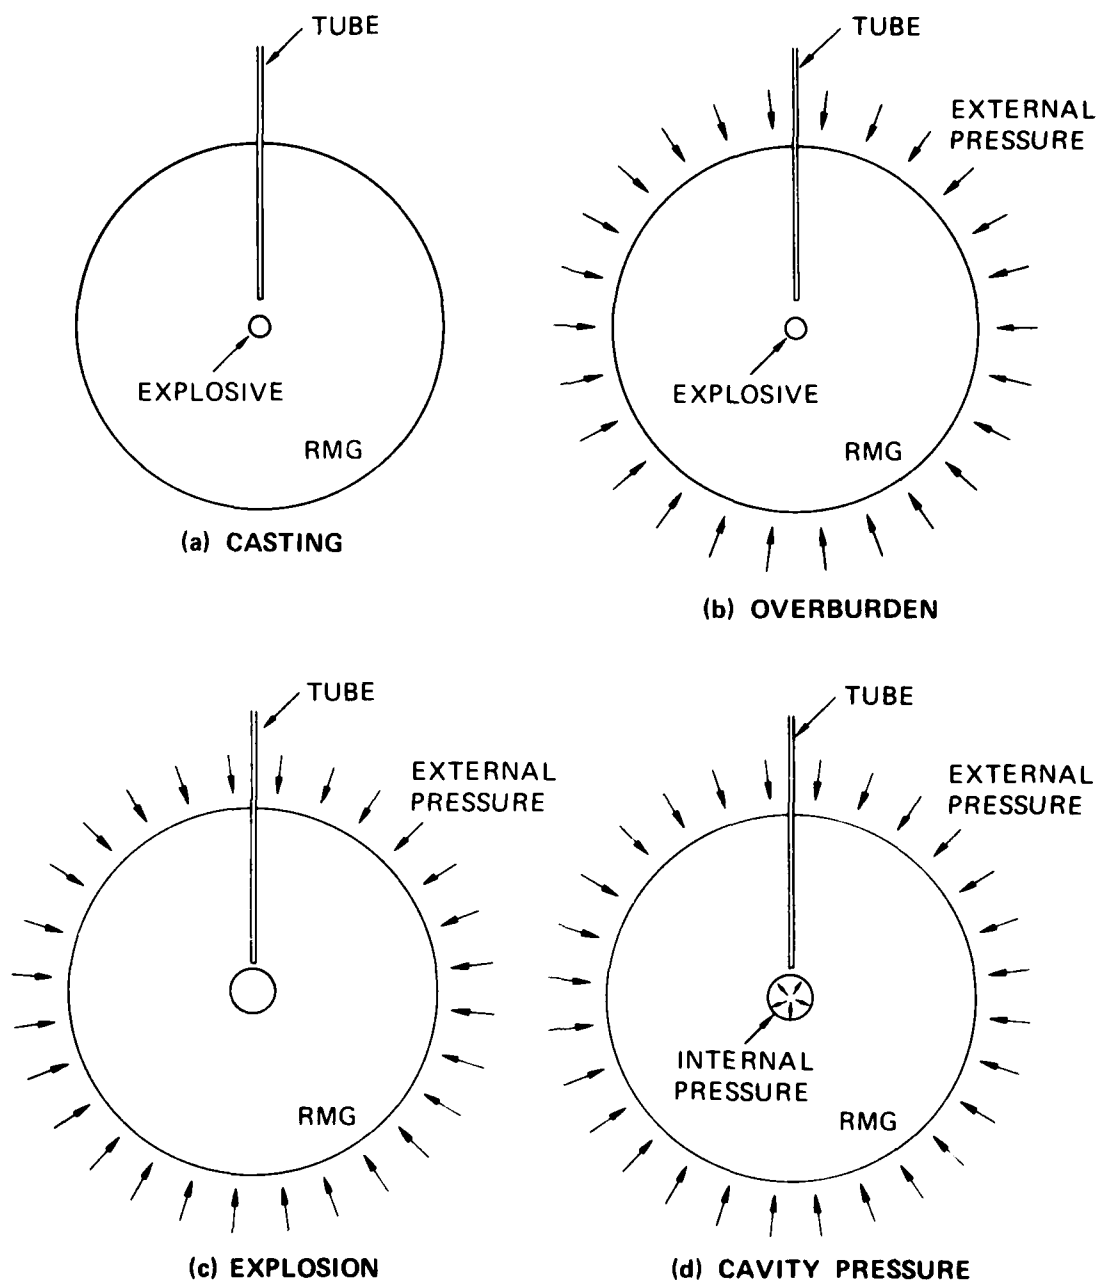 TUBE
EXPLOSIVE
RMG
(a) CASTING
TUBE
EXTERNAL
PRESSURE
EXPLOSIVE
RMG
(b) OVERBURDEN
TUBE
EXTERNAL
PRESSURE
RMG
(c) EXPLOSION
TUBE
EXTERNAL
PRESSURE
INTERNAL
PRESSURE
RMG
(d) CAVITY PRESSURE